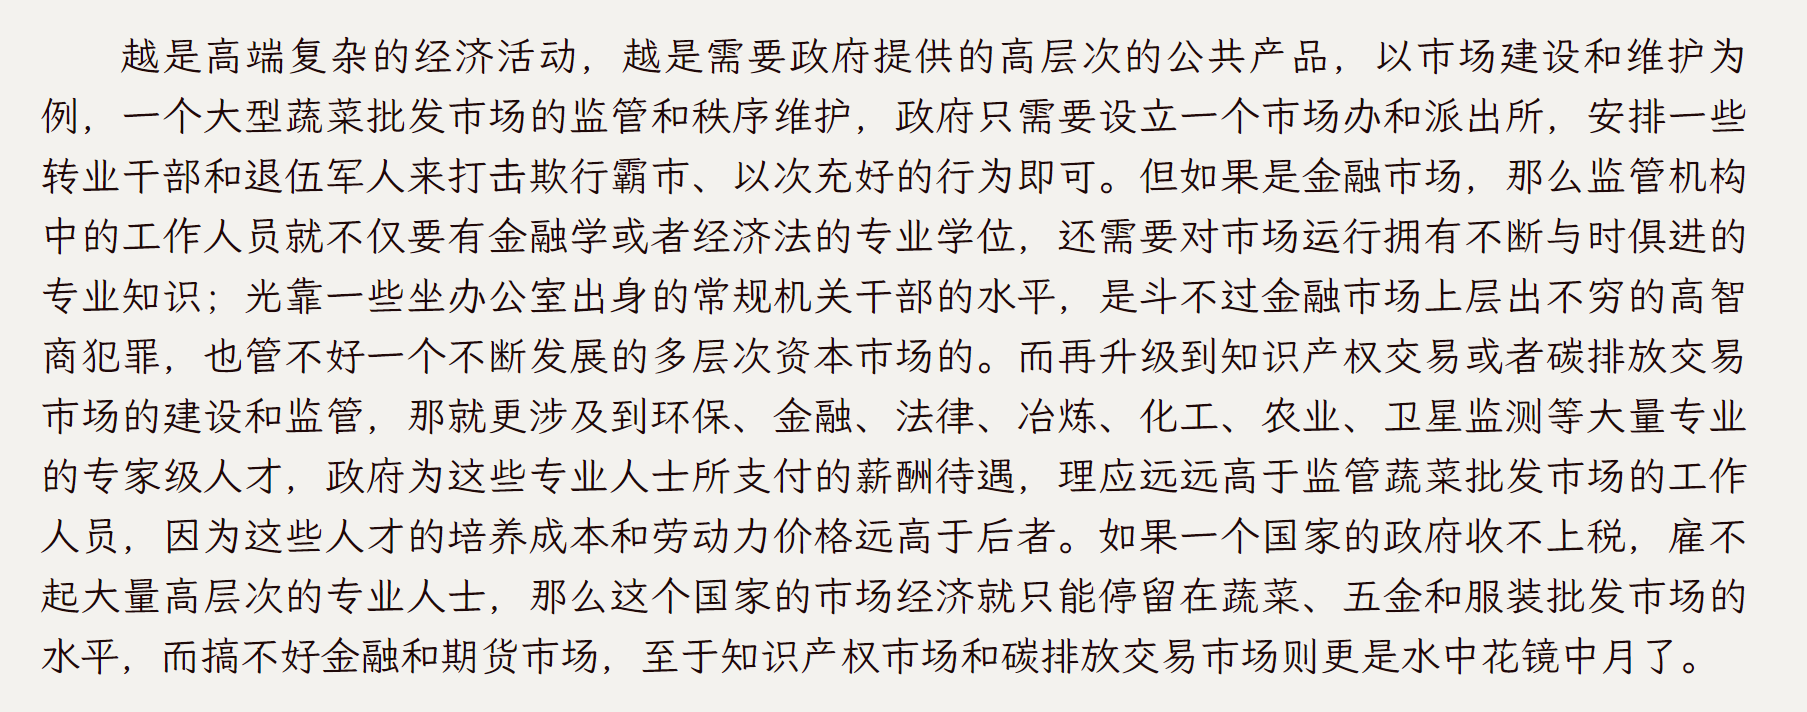 越是高端复杂的经济活动，越是需要政府提供的高层次的公共产品，以市场建设和维护为
例，一个大型蔬菜批发市场的监管和秩序维护，政府只需要设立一个市场办和派出所，安排一些
转业干部和退伍军人来打击欺行霸市、以次充好的行为即可。但如果是金融市场，那么监管机构
中的工作人员就不仅要有金融学或者经济法的专业学位，还需要对市场运行拥有不断与时俱进的
专业知识；光靠一些坐办公室出身的常规机关干部的水平，是斗不过金融市场上层出不穷的高智
商犯罪，也管不好一个不断发展的多层次资本市场的。而再升级到知识产权交易或者碳排放交易
市场的建设和监管，那就更涉及到环保、金融、法律、冶炼、化工、农业、卫星监测等大量专业
的专家级人才，政府为这些专业人士所支付的薪酬待遇，理应远远高于监管蔬菜批发市场的工作
人员，因为这些人才的培养成本和劳动力价格远高于后者。如果一个国家的政府收不上税，雇不
起大量高层次的专业人士，那么这个国家的市场经济就只能停留在蔬菜、五金和服装批发市场的
水平，而搞不好金融和期货市场，至于知识产权市场和碳排放交易市场则更是水中花镜中月了。